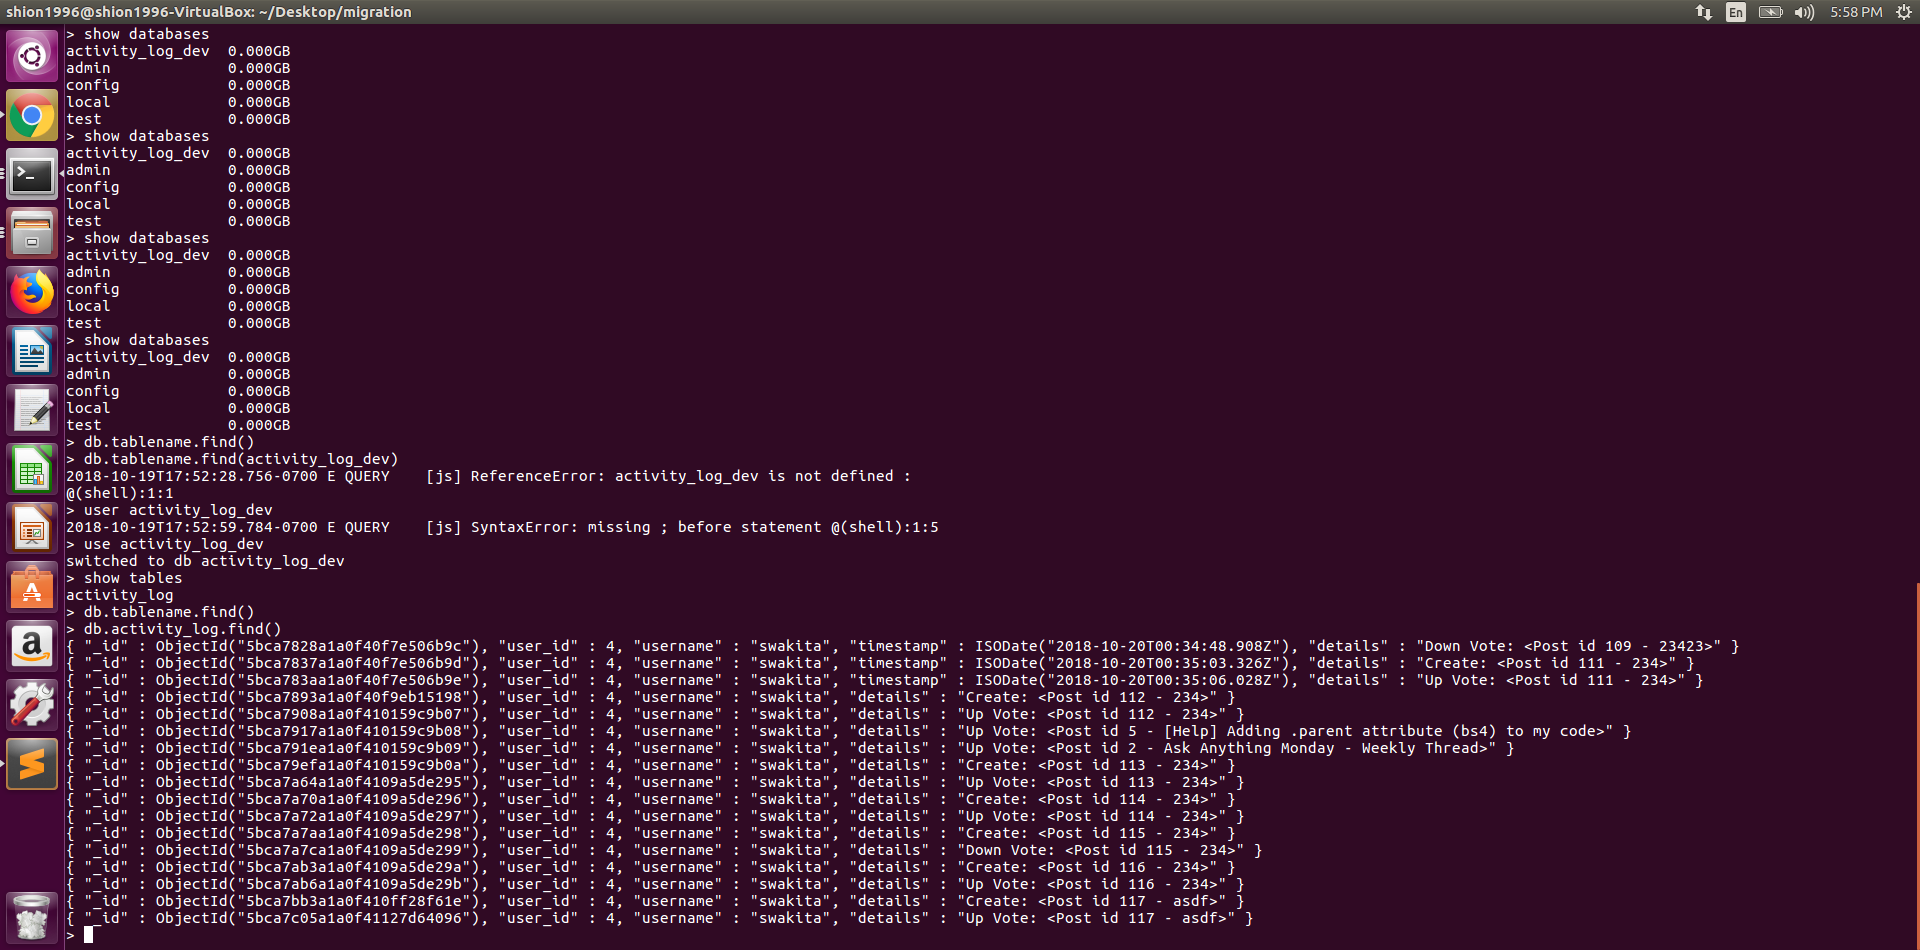 shion1996@shion1996-VirtualBox: ~/Desktop/migration
En
5:58 PM
> show databases
activity_log_dev  0.000GB
admin             0.000GB
config            0.000GB
local             0.000GB
test              0.000GB
> show databases
activity_log_dev  0.000GB
admin             0.000GB
config            0.000GB
local             0.000GB
test              0.000GB
> show databases
activity_log_dev  0.000GB
admin             0.000GB
config            0.000GB
local             0.000GB
test              0.000GB
> show databases
activity_log_dev  0.000GB
admin             0.000GB
config            0.000GB
local             0.000GB
test              0.000GB
> db.tablename.find()
> db.tablename.find(activity_log_dev)
2018-10-19T17:52:28.756-0700 E QUERY    [js] ReferenceError: activity_log_dev is not defined :
@(shell):1:1
> user activity_log_dev
2018-10-19T17:52:59.784-0700 E QUERY    [js] SyntaxError: missing ; before statement @(shell):1:5
> use activity_log_dev
switched to db activity_log_dev
> show tables
activity_log
> db.tablename.find()
> db.activity_log.find()
{ "_id" : ObjectId("5bca7828a1a0f40f7e506b9c"), "user_id" : 4, "username" : "swakita", "timestamp" : ISODate("2018-10-20T00:34:48.908Z"), "details" : "Down Vote: <Post id 109 - 23423>" }
{ "_id" : ObjectId("5bca7837a1a0f40f7e506b9d"), "user_id" : 4, "username" : "swakita", "timestamp" : ISODate("2018-10-20T00:35:03.326Z"), "details" : "Create: <Post id 111 - 234>" }
{ "_id" : ObjectId("5bca783aa1a0f40f7e506b9e"), "user_id" : 4, "username" : "swakita", "timestamp" : ISODate("2018-10-20T00:35:06.028Z"), "details" : "Up Vote: <Post id 111 - 234>" }
{ "_id" : ObjectId("5bca7893a1a0f40f9eb15198"), "user_id" : 4, "username" : "swakita", "details" : "Create: <Post id 112 - 234>" }
{ "_id" : ObjectId("5bca7908a1a0f410159c9b07"), "user_id" : 4, "username" : "swakita", "details" : "Up Vote: <Post id 112 - 234>" }
{ "_id" : ObjectId("5bca7917a1a0f410159c9b08"), "user_id" : 4, "username" : "swakita", "details" : "Up Vote: <Post id 5 - [Help] Adding .parent attribute (bs4) to my code>" }
{ "_id" : ObjectId("5bca791ea1a0f410159c9b09"), "user_id" : 4, "username" : "swakita", "details" : "Up Vote: <Post id 2 - Ask Anything Monday - Weekly Thread>" }
{ "_id" : ObjectId("5bca79efa1a0f410159c9b0a"), "user_id" : 4, "username" : "swakita", "details" : "Create: <Post id 113 - 234>" }
{ "_id" : ObjectId("5bca7a64a1a0f4109a5de295"), "user_id" : 4, "username" : "swakita", "details" : "Up Vote: <Post id 113 - 234>" }
{ "_id" : ObjectId("5bca7a70a1a0f4109a5de296"), "user_id" : 4, "username" : "swakita", "details" : "Create: <Post id 114 - 234>" }
{ "_id" : ObjectId("5bca7a72a1a0f4109a5de297"), "user_id" : 4, "username" : "swakita", "details" : "Up Vote: <Post id 114 - 234>" }
{ "_id" : ObjectId("5bca7a7aa1a0f4109a5de298"), "user_id" : 4, "username" : "swakita", "details" : "Create: <Post id 115 - 234>" }
{ "_id" : ObjectId("5bca7a7ca1a0f4109a5de299"), "user_id" : 4, "username" : "swakita", "details" : "Down Vote: <Post id 115 - 234>" }
{ "_id" : ObjectId("5bca7ab3a1a0f4109a5de29a"), "user_id" : 4, "username" : "swakita", "details" : "Create: <Post id 116 - 234>" }
{ "_id" : ObjectId("5bca7ab6a1a0f4109a5de29b"), "user_id" : 4, "username" : "swakita", "details" : "Up Vote: <Post id 116 - 234>" }
{ "_id" : ObjectId("5bca7bb3a1a0f410ff28f61e"), "user_id" : 4, "username" : "swakita", "details" : "Create: <Post id 117 - asdf>" }
{ "_id" : ObjectId("5bca7c05a1a0f41127d64096"), "user_id" : 4, "username" : "swakita", "details" : "Up Vote: <Post id 117 - asdf>" }
>